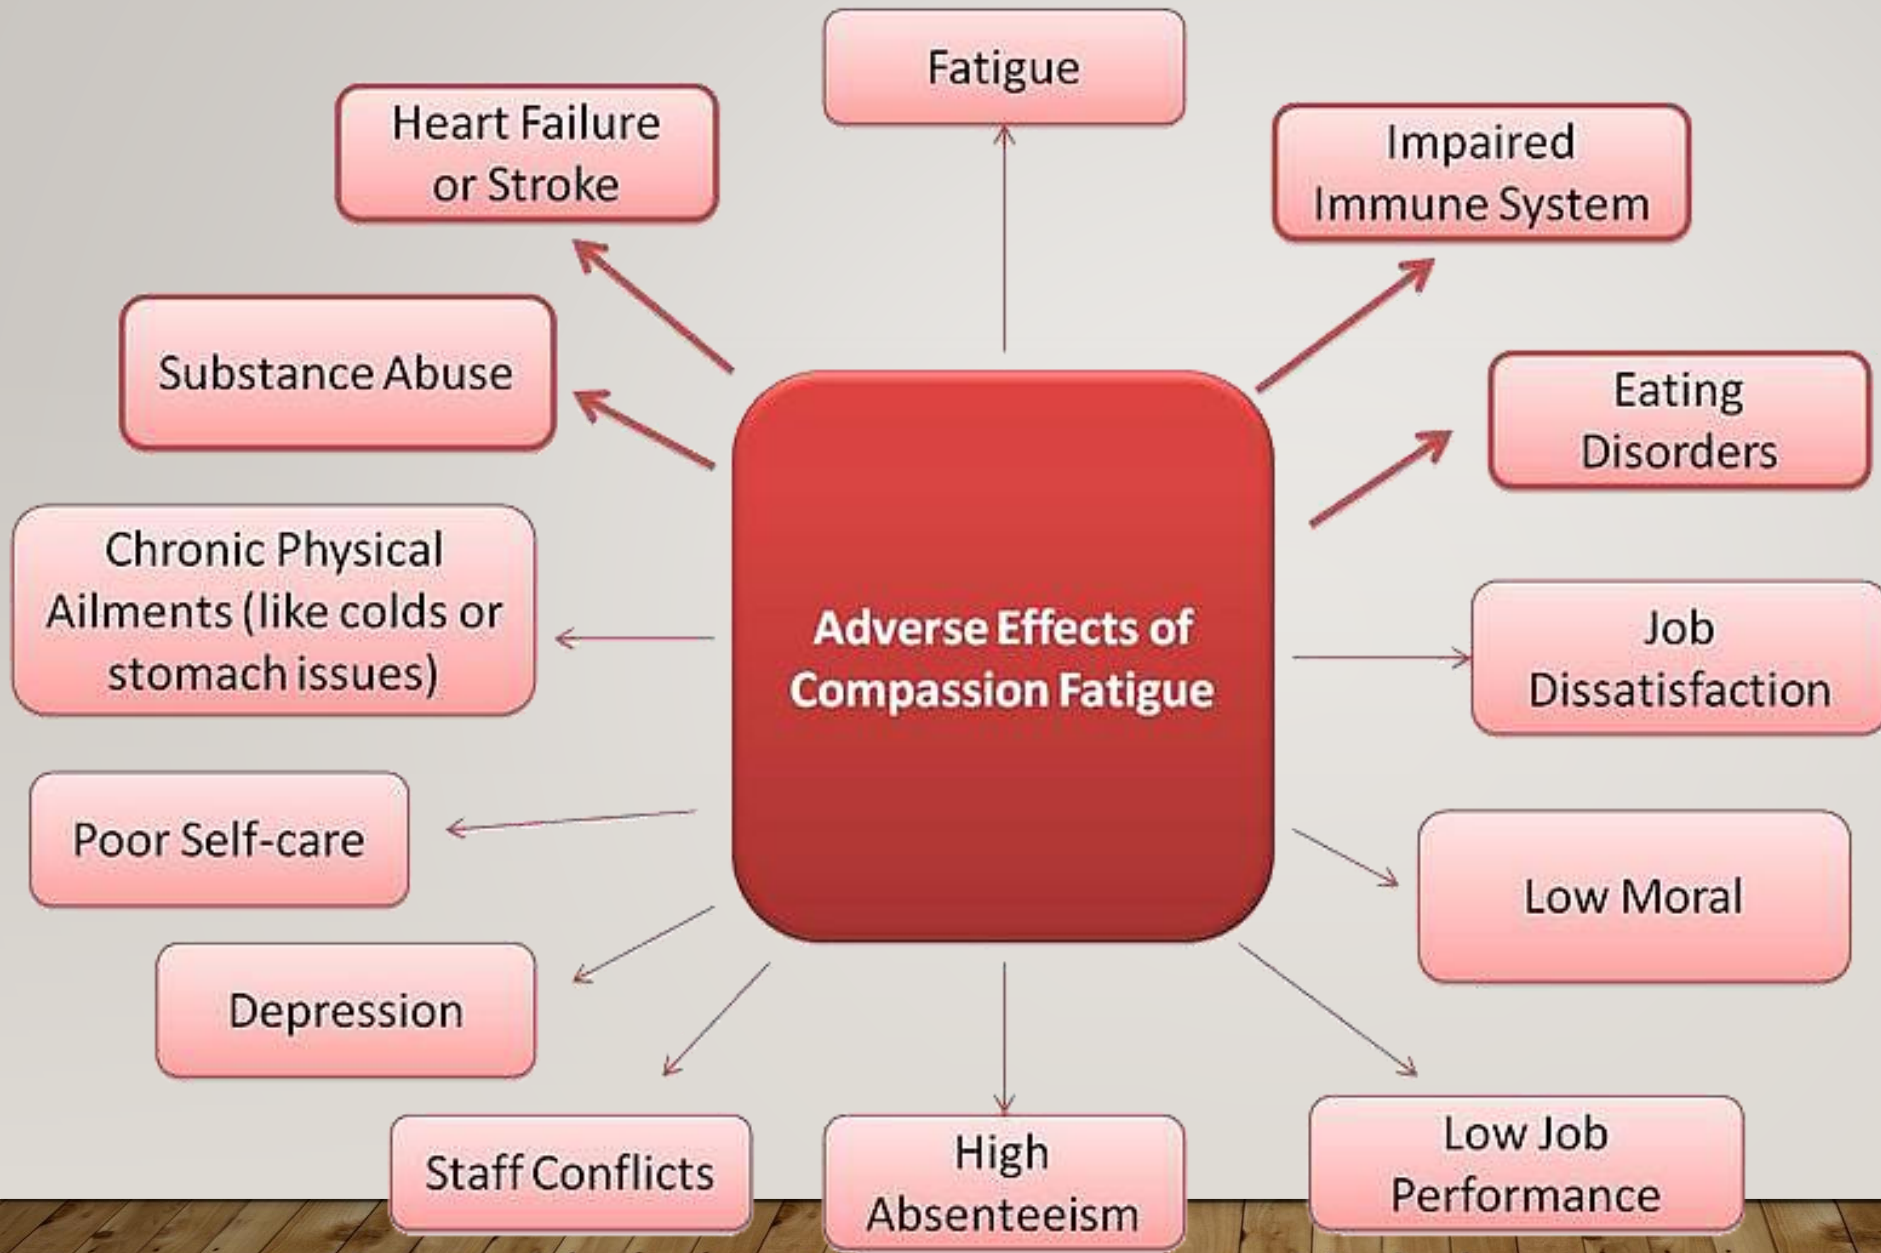 Fatigue
Heart Failure
or Stroke
Impaired
Immune System
Substance Abuse
Eating
Disorders
Chronic Physical
Ailments (like colds or
stomach issues)
Adverse Effects of
Compassion Fatigue
Job
Dissatisfaction
Poor Self-care
Low Moral
Depression
Staff Conflicts
High
Absenteeism
Low Job
Performance